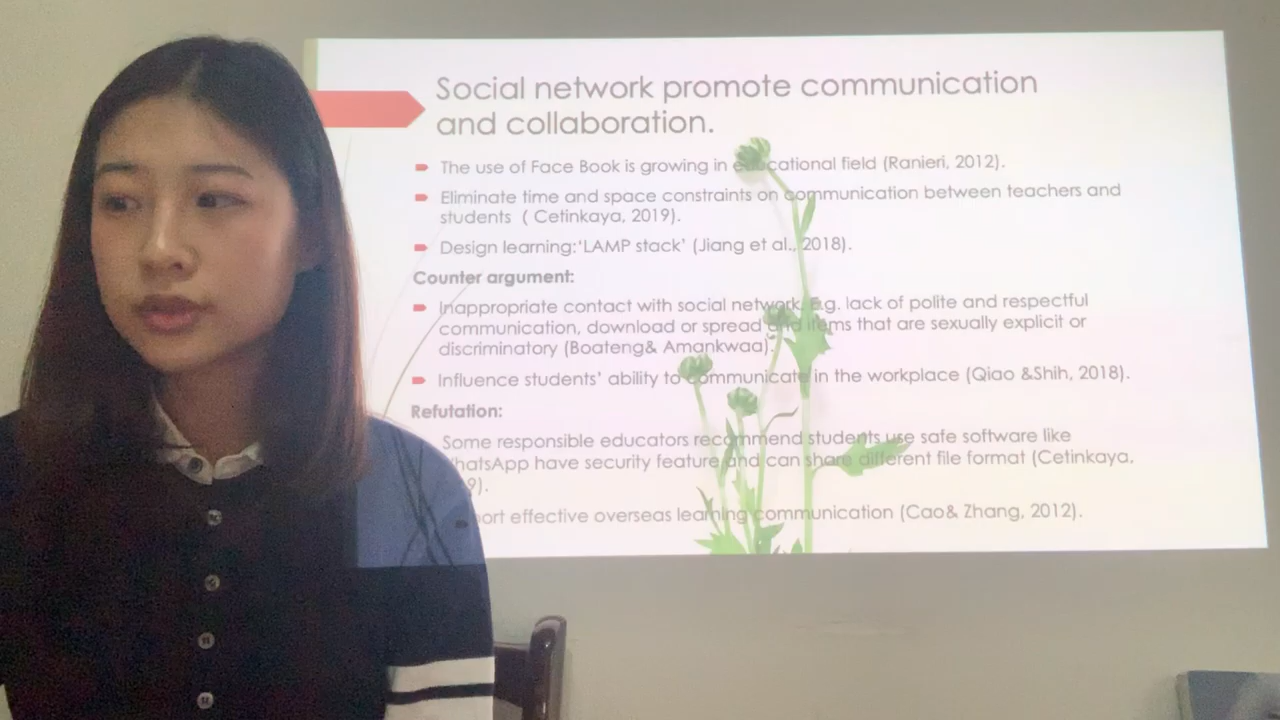 Social network promote communication
and collaboration.
The use of Face Book is growing in educational field (Ranieri, 2012).
Eliminate time and space constraints on communication between teachers and
students ( Cetinkaya, 2019).
Design learning:‘LAMP stack’ (Jiang et al., 2018).
Counter argument:
Inappropriate contact with social network. E.g. lack of polite and respectful
communication, download or spread and items that are sexually explicit or
discriminatory (Boateng& Amankwaa).
Influence students’ ability to communicate in the workplace (Qiao &Shih, 2018).
Refutation:
Some responsible educators recommend students use safe software like
WhatsApp have security feature and can share different file format (Cetinkaya,
9).
port effective overseas learning communication (Cao& Zhang, 2012).